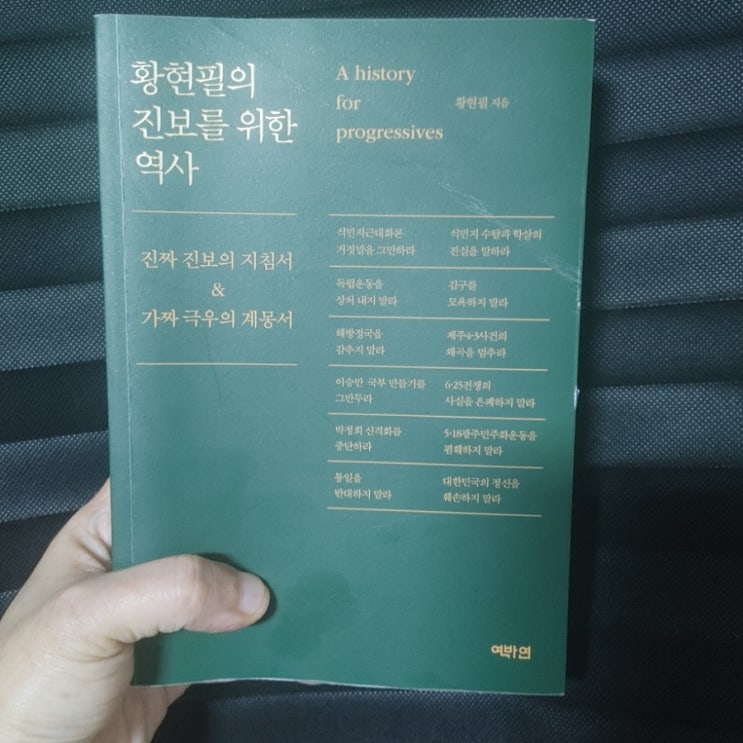 황현필의
진보를 위한
역사
A history
for
progressives
황현필 지음
진짜 진보의 지침서
&
가짜 극우의 계몽서
식민지근대화론
거짓말을 그만하라
식민지 수탈과 학살의
진실을 말하라
독립운동을
상처 내지 말라
김구를
모욕하지 말라
해방정국을
감추지 말라
제주4·3사건의
왜곡을 멈추라
이승만 국부 만들기를
그만두라
6·25전쟁의
사실을 은폐하지 말라
박정희 신격화를
중단하라
5·18광주민주화운동을
폄훼하지 말라
통일을
반대하지 말라
대한민국의 정신을
훼손하지 말라
역바연